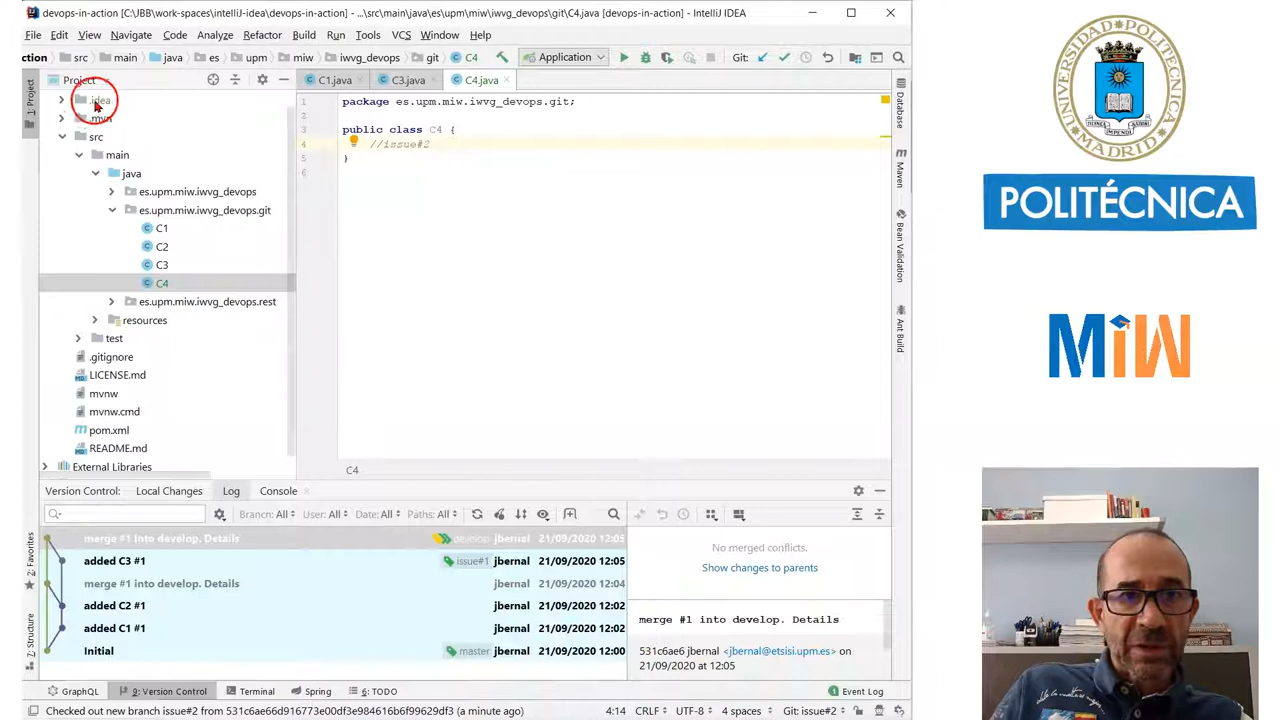 devops-in-action [C:\JBB\work-spaces\intelliJ-idea\devops-in-action] - ...\src\main\java\es\upm\miw\iwvg_devops\git\C4.java [devops-in-action] - IntelliJ IDEA
File Edit View Navigate Code Analyze Refactor Build Run Tools VCS Window Help
ction src main java es upm miw iwvg_devops git C4 Application Git:
1: Project
Project
C1.java C3.java C4.java
.idea
.mvn
src
main
java
es.upm.miw.iwvg_devops
es.upm.miw.iwvg_devops.git
C1
C2
C3
C4
es.upm.miw.iwvg_devops.rest
resources
test
.gitignore
LICENSE.md
mvnw
mvnw.cmd
pom.xml
README.md
External Libraries
1 package es.upm.miw.iwvg_devops.git;
2
3 public class C4 {
4 //issue#2
5 }
6
C4
Database
Maven
Bean Validation
Ant Build
Version Control: Local Changes Log Console
Branch: All User: All Date: All Paths: All
merge #1 into develop. Details develop jbernal 21/09/2020 12:05
added C3 #1 issue#1 jbernal 21/09/2020 12:05
merge #1 into develop. Details jbernal 21/09/2020 12:04
added C2 #1 jbernal 21/09/2020 12:02
added C1 #1 jbernal 21/09/2020 12:02
Initial master jbernal 21/09/2020 12:00
No merged conflicts.
Show changes to parents
merge #1 into develop. Details
531c6ae6 jbernal <jbernal@etsisi.upm.es> on
21/09/2020 at 12:05
2: Favorites
7: Structure
GraphQL 9: Version Control Terminal Spring 6: TODO Event Log
Checked out new branch issue#2 from 531c6ae66d917773e0e0716775e6f99629df3 (a minute ago) 4:14 CRLF UTF-8 4 spaces Git: issue#2
UNIVERSIDAD POLITÉCNICA DE MADRID
POLITÉCNICA
MiW